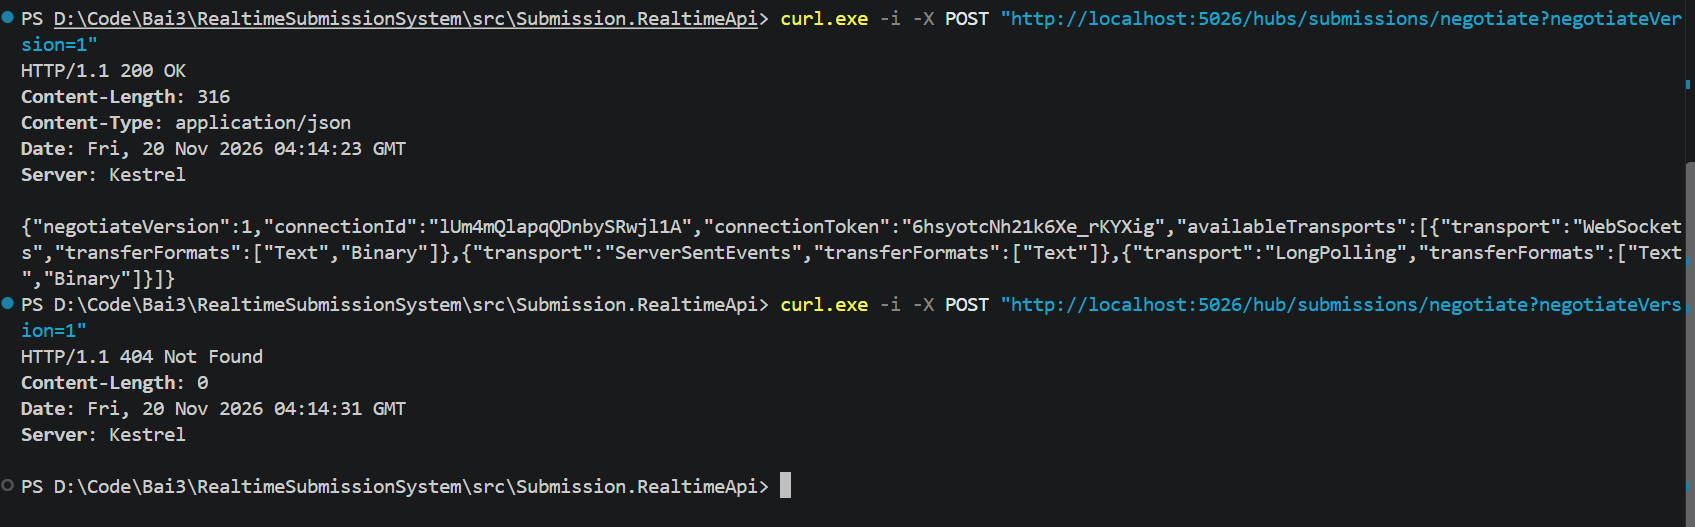 PS D:\Code\Bai3\RealtimeSubmissionSystem\src\Submission.RealtimeApi> curl.exe -i -X POST "http://localhost:5026/hubs/submissions/negotiate?negotiateVer
sion=1"
HTTP/1.1 200 OK
Content-Length: 316
Content-Type: application/json
Date: Fri, 20 Nov 2026 04:14:23 GMT
Server: Kestrel
{"negotiateVersion":1,"connectionId":"lUm4mQlapqQDnbySRwjl1A","connectionToken":"6hsyotcNh21k6Xe_rKYXig","availableTransports":[{"transport":"WebSocket
s","transferFormats":["Text","Binary"]},{"transport":"ServerSentEvents","transferFormats":["Text"]},{"transport":"LongPolling","transferFormats":["Text
","Binary"]}]}
PS D:\Code\Bai3\RealtimeSubmissionSystem\src\Submission.RealtimeApi> curl.exe -i -X POST "http://localhost:5026/hub/submissions/negotiate?negotiateVers
ion=1"
HTTP/1.1 404 Not Found
Content-Length: 0
Date: Fri, 20 Nov 2026 04:14:31 GMT
Server: Kestrel
PS D:\Code\Bai3\RealtimeSubmissionSystem\src\Submission.RealtimeApi>